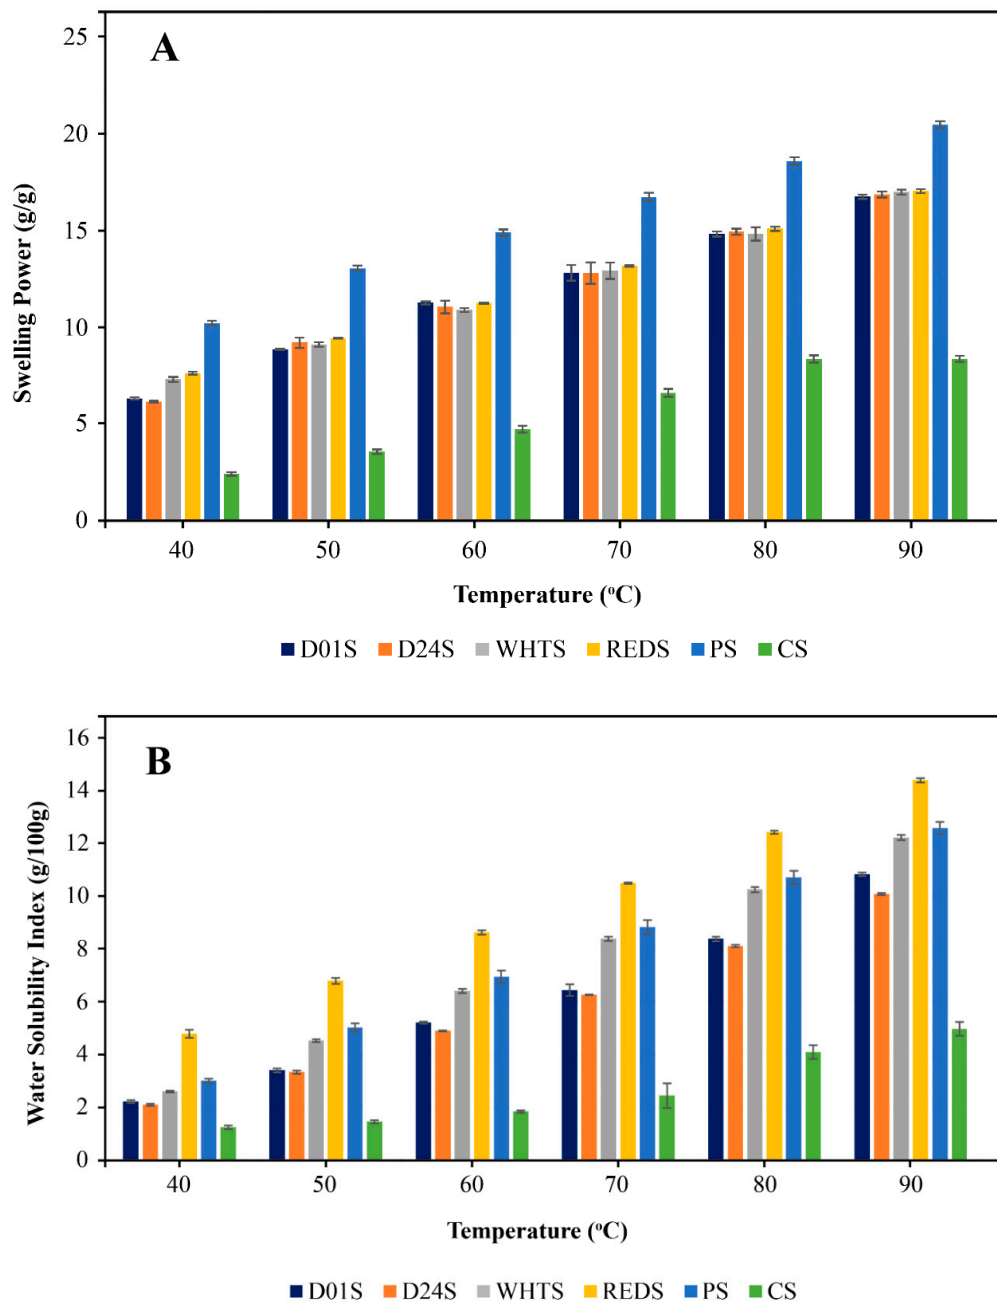 A
25
20
15
10
5
0
Swelling Power (g/g)
40 50 60 70 80 90
Temperature (°C)
D01S D24S WHTS REDS PS CS
B
16
14
12
10
8
6
4
2
0
Water Solubility Index (g/100g)
40 50 60 70 80 90
Temperature (°C)
D01S D24S WHTS REDS PS CS